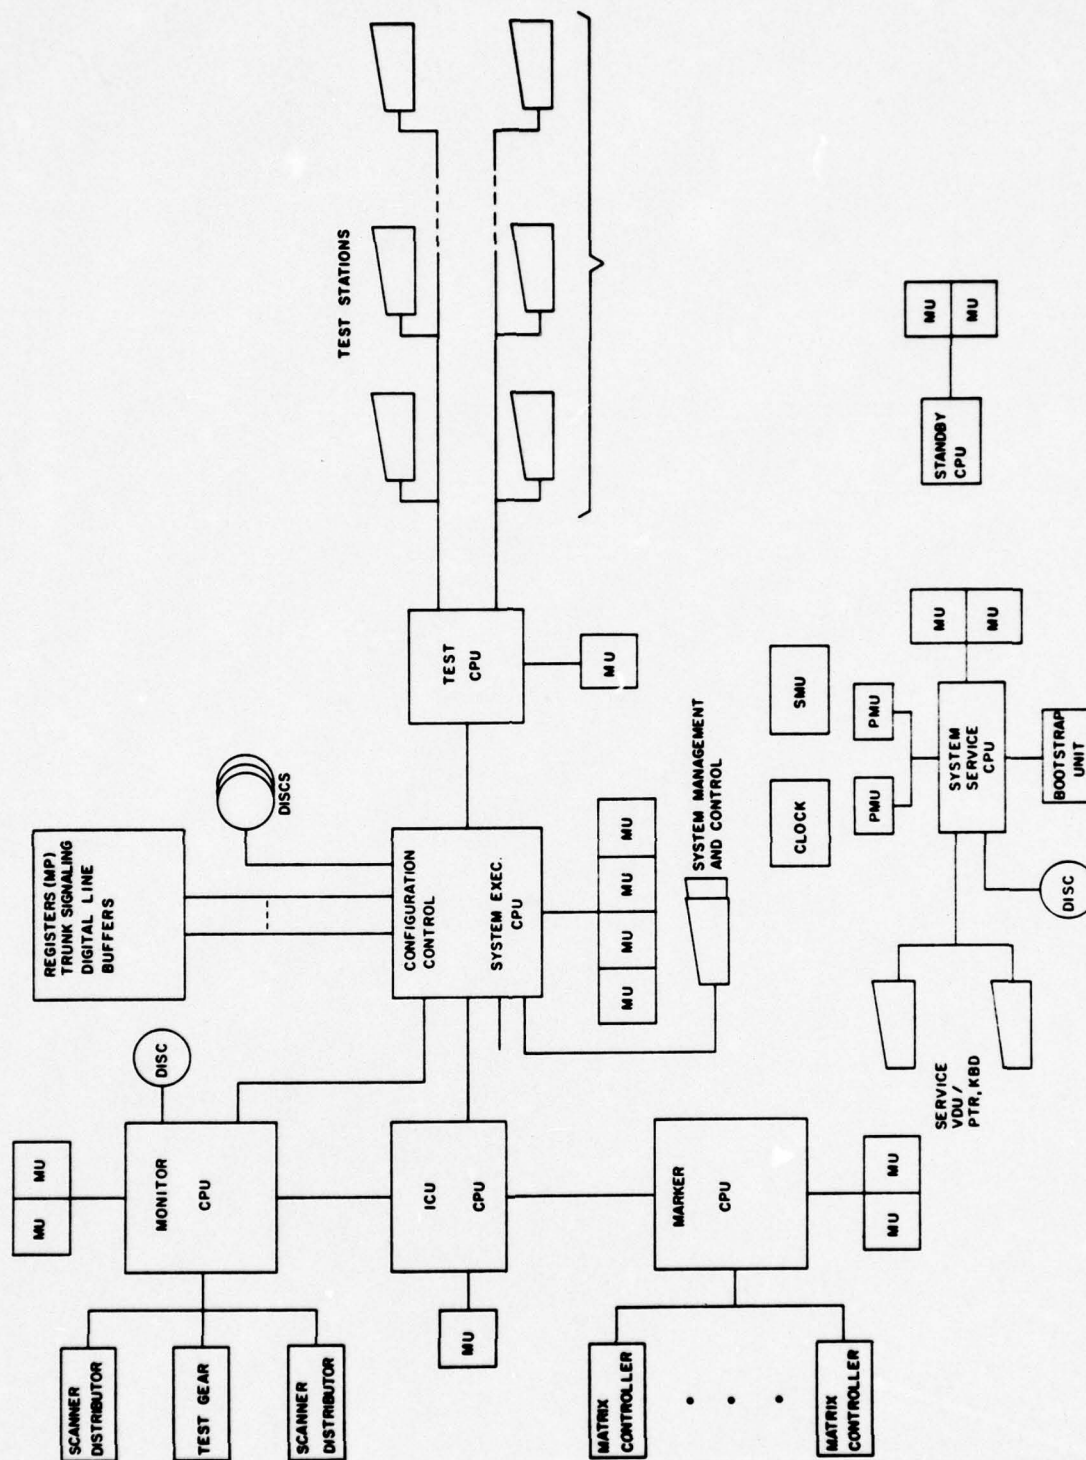 SCANNER
DISTRIBUTOR
TEST GEAR
SCANNER
DISTRIBUTOR
MU
MU
MONITOR
CPU
DISC
REGISTERS (MP)
TRUNK SIGNALING
DIGITAL LINE
BUFFERS
DISCS
TEST STATIONS
MU
ICU
CPU
CONFIGURATION
CONTROL
SYSTEM EXEC.
CPU
TEST
CPU
MU
MU
MU
MU
MU
SYSTEM MANAGEMENT
AND CONTROL
MATRIX
CONTROLLER
MATRIX
CONTROLLER
MARKER
CPU
MU
MU
CLOCK
SMU
PMU
PMU
SERVICE
VDU /
PTR, KBD
DISC
SYSTEM
SERVICE
CPU
MU
MU
BOOTSTRAP
UNIT
STANDBY
CPU
MU
MU